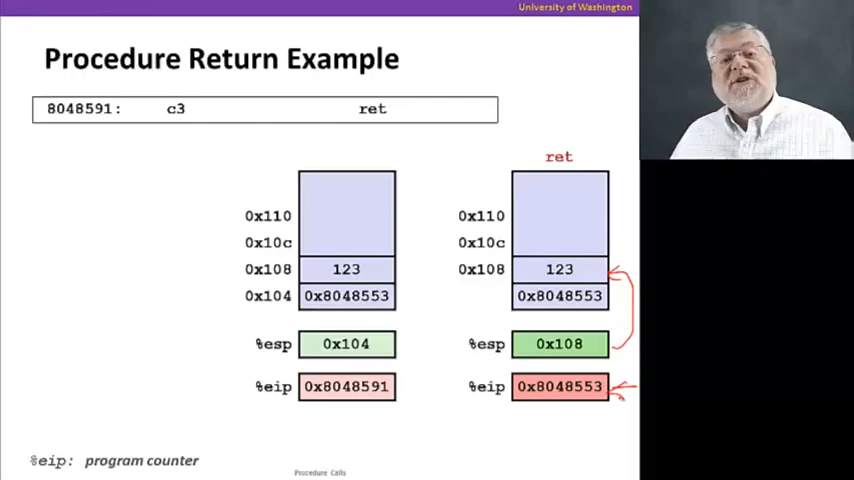 University of Washington
Procedure Return Example
8048591: c3 ret
ret
0x110 0x110
0x10c 0x10c
0x108 123 0x108 123
0x104 0x8048553 0x8048553
%esp 0x104 %esp 0x108
%eip 0x8048591 %eip 0x8048553
%eip: program counter
Procedure Calls